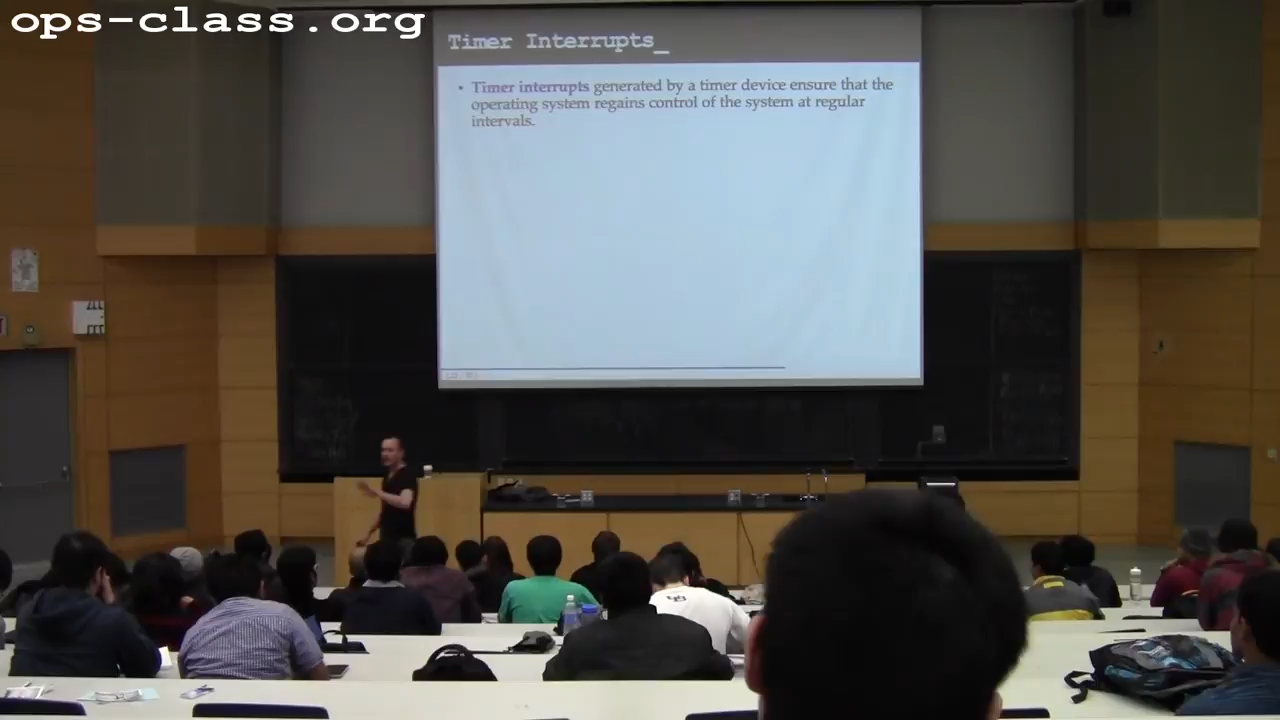 ops-class.org
Timer Interrupts_
• Timer interrupts generated by a timer device ensure that the
operating system regains control of the system at regular
intervals.